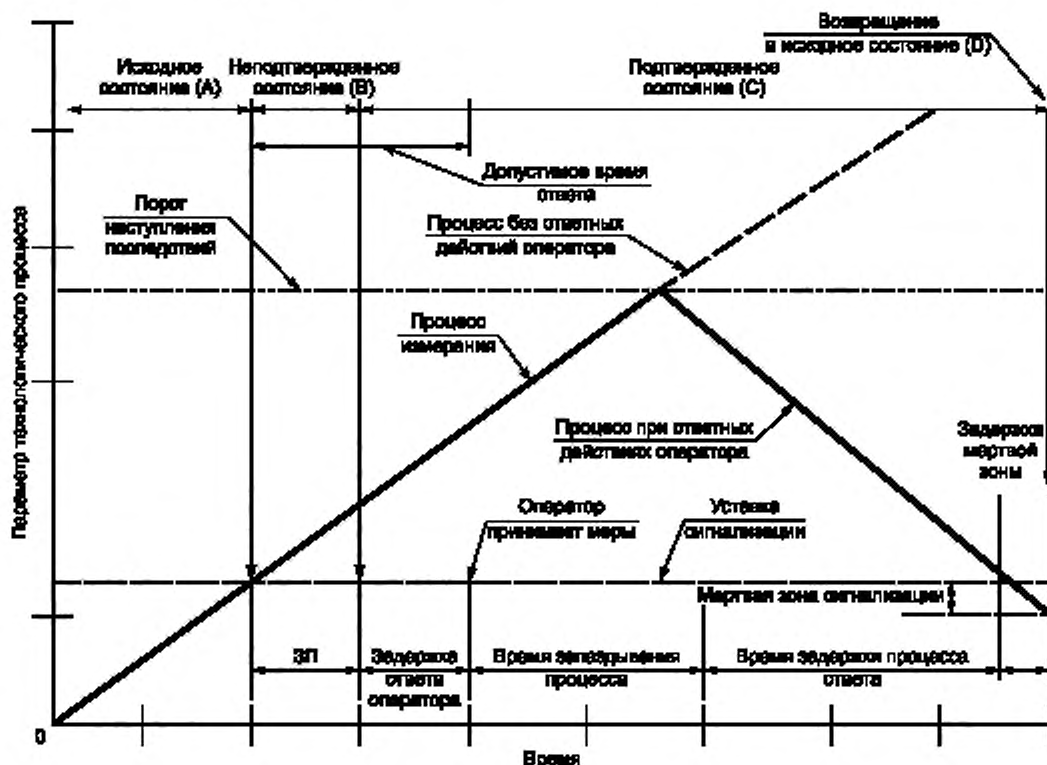 Возвращение
в исходное состояние (D)
Исходное
состояние (A)
Неподтвержденное
состояние (B)
Подтвержденное
состояние (C)
Допустимое время
ответа
Порог
наступления
последствий
Процесс без ответных
действий оператора
Процесс
измерения
Процесс при ответных
действиях оператора
Задержка
мертвой
зоны
Оператор
принимает меры
Уставка
сигнализации
Мертвая зона сигнализации
ЗП
Задержка
ответа
оператора
Время запаздывания
процесса
Время задержки процесса
ответа
Параметр технологического процесса
0
Время